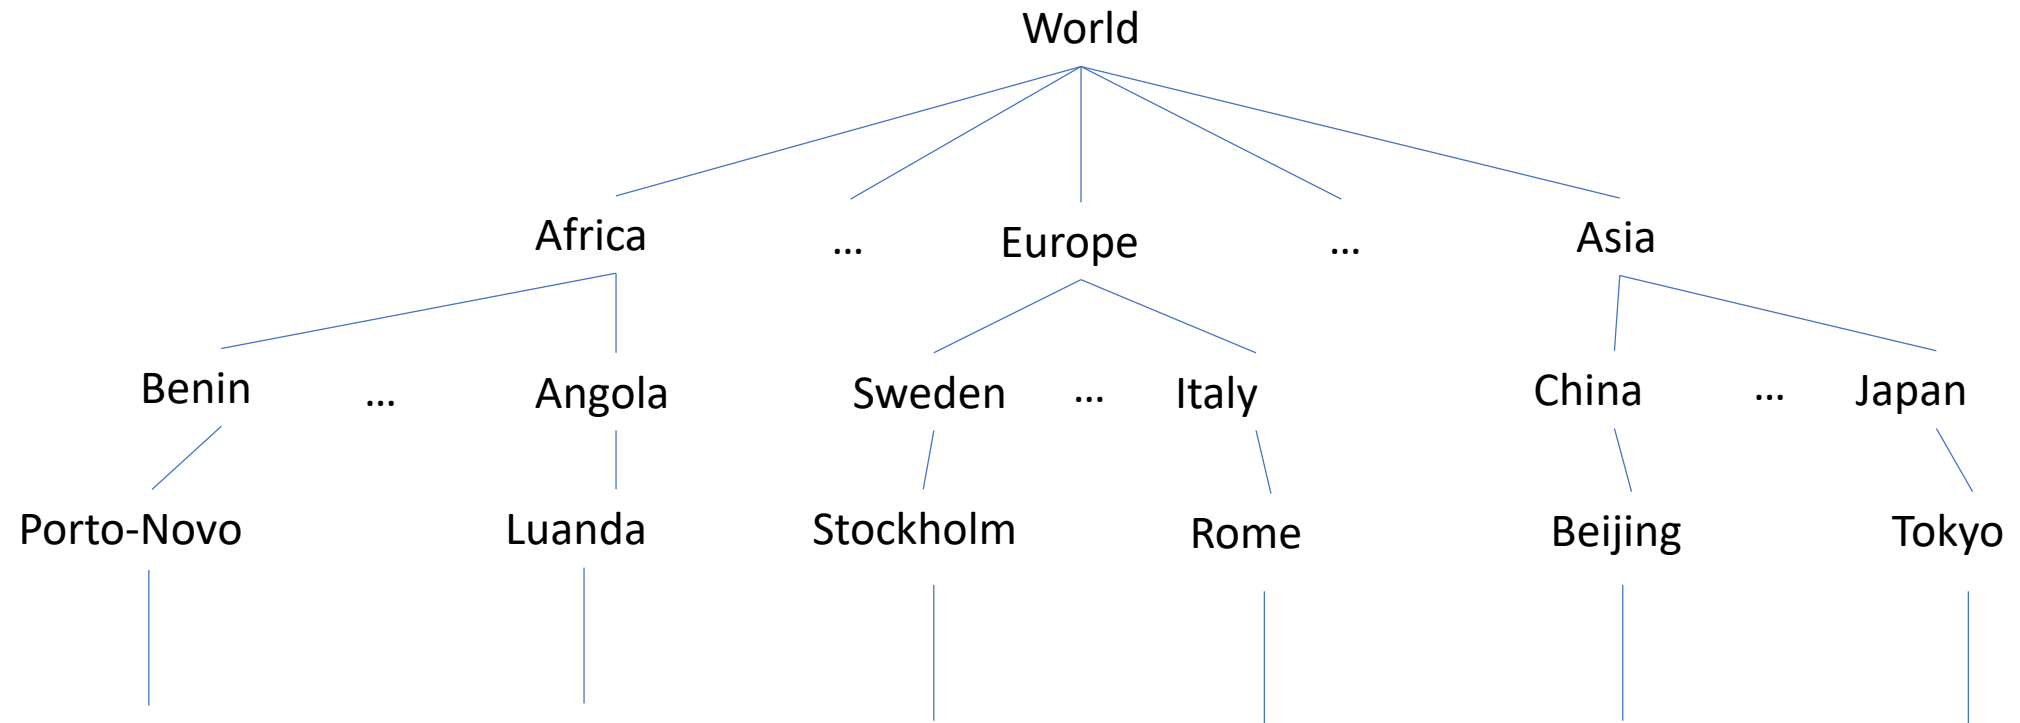 World
Africa ... Europe ... Asia
Benin ... Angola Sweden ... Italy China ... Japan
Porto-Novo Luanda Stockholm Rome Beijing Tokyo